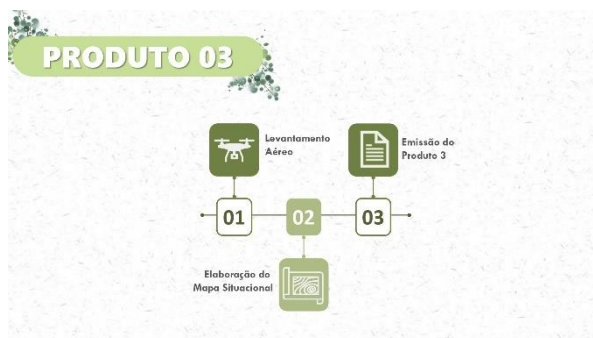 PRODUTO 03
Levantamento
Aéreo
Emissão do
Produto 3
01
02
03
Elaboração do
Mapa Situacional